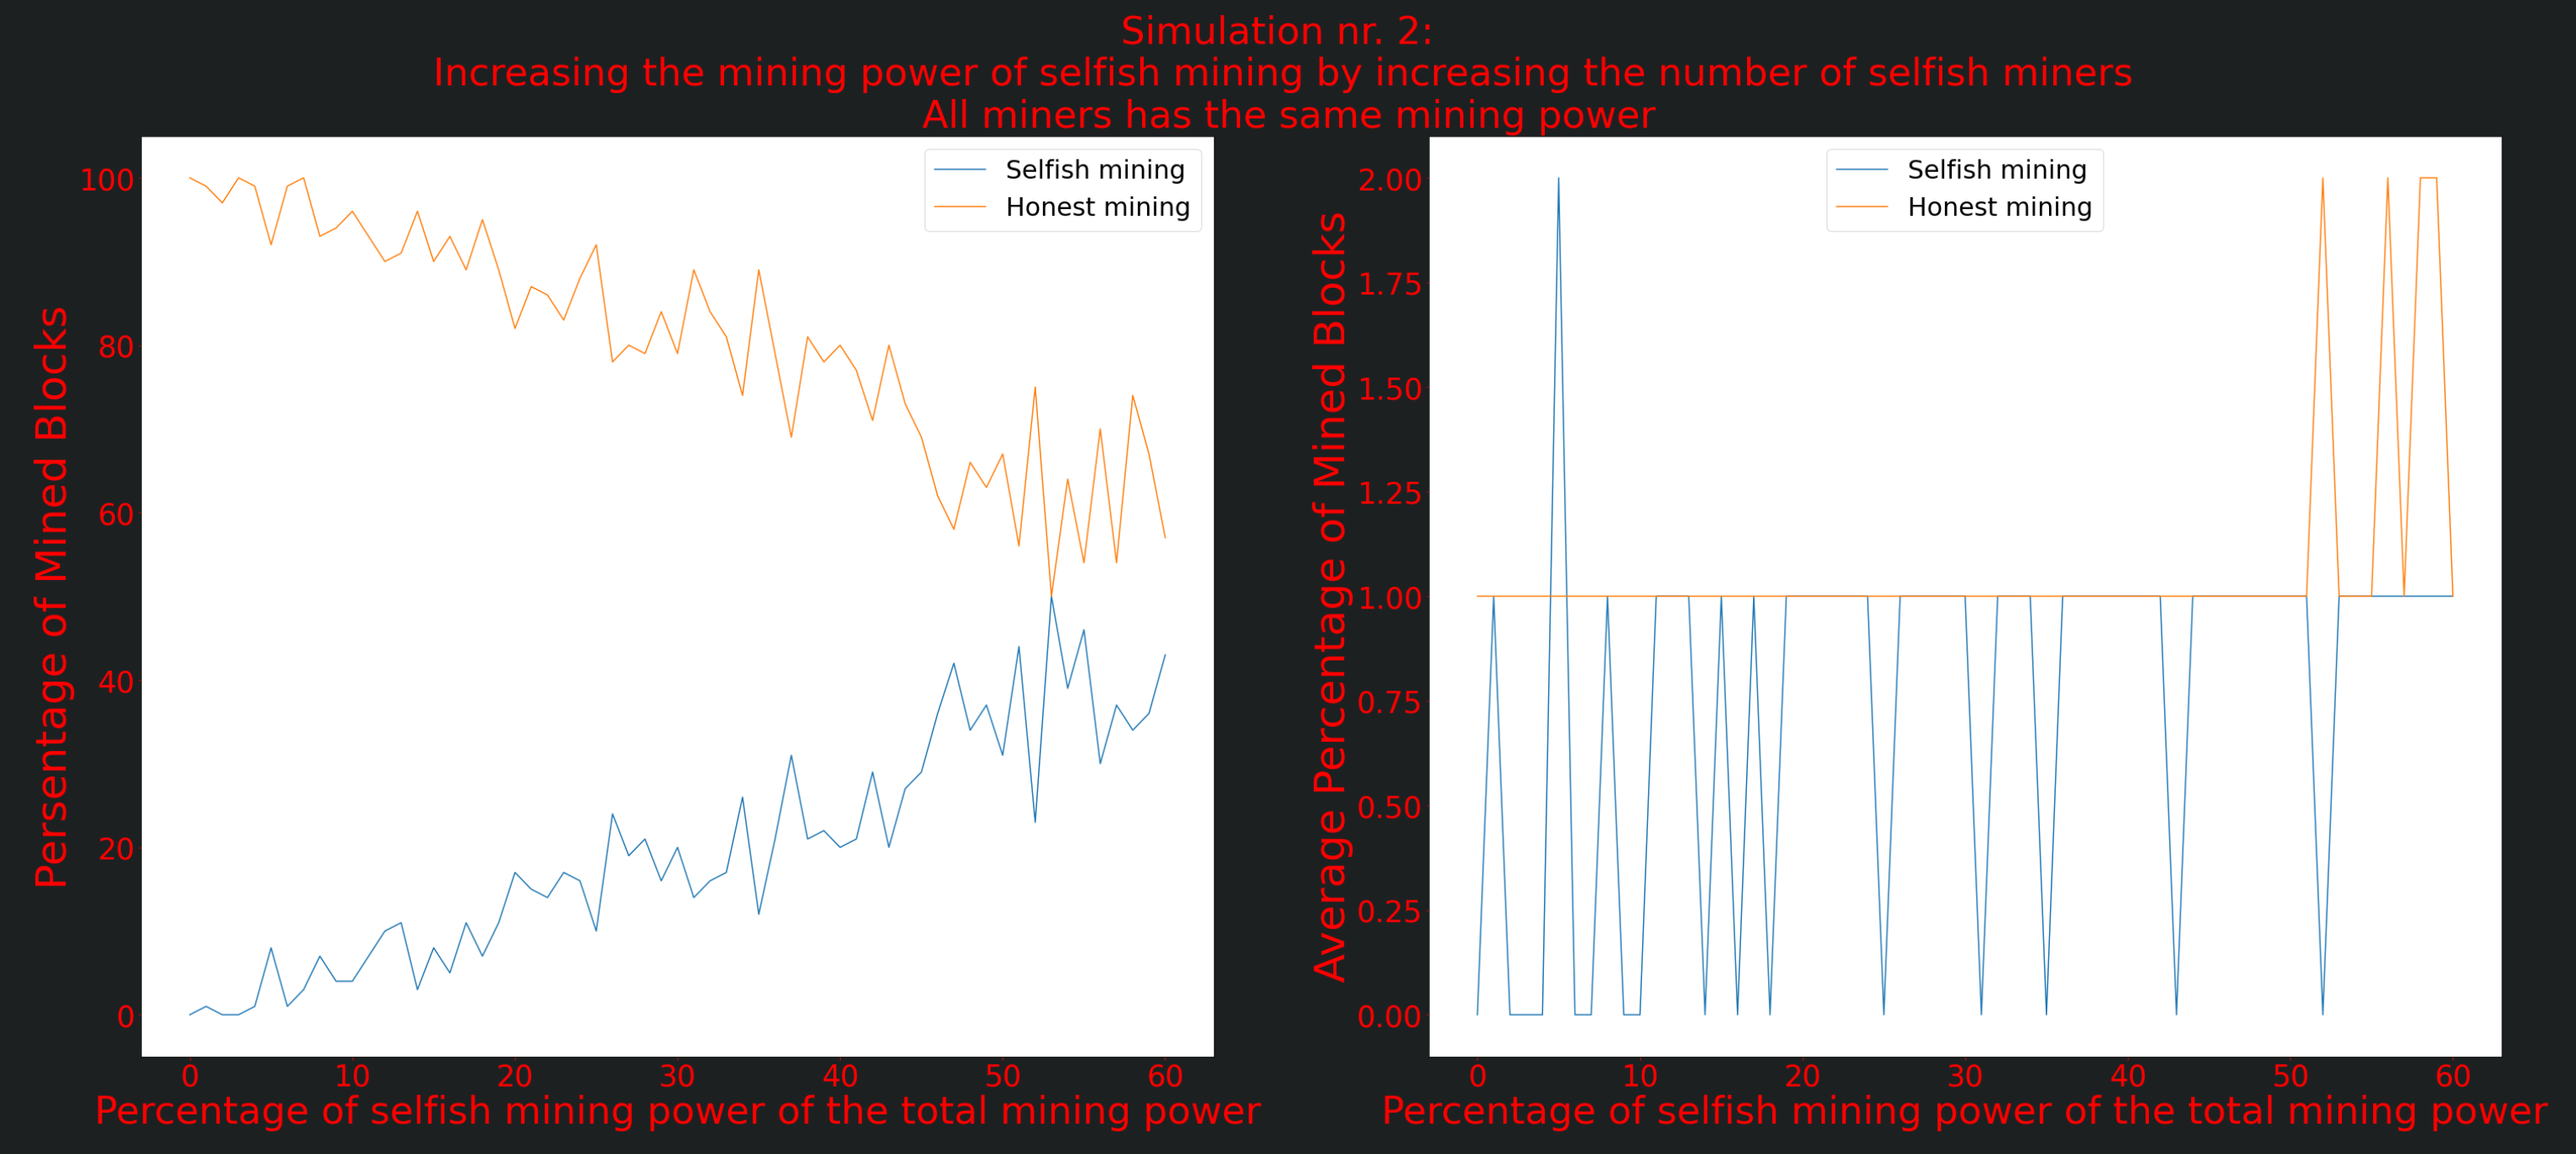 Simulation nr. 2:
Increasing the mining power of selfish mining by increasing the number of selfish miners
All miners has the same mining power
Persentage of Mined Blocks
100
80
60
40
20
0
Selfish mining
Honest mining
0 10 20 30 40 50 60
Percentage of selfish mining power of the total mining power
Average Percentage of Mined Blocks
2.00
1.75
1.50
1.25
1.00
0.75
0.50
0.25
0.00
Selfish mining
Honest mining
0 10 20 30 40 50 60
Percentage of selfish mining power of the total mining power